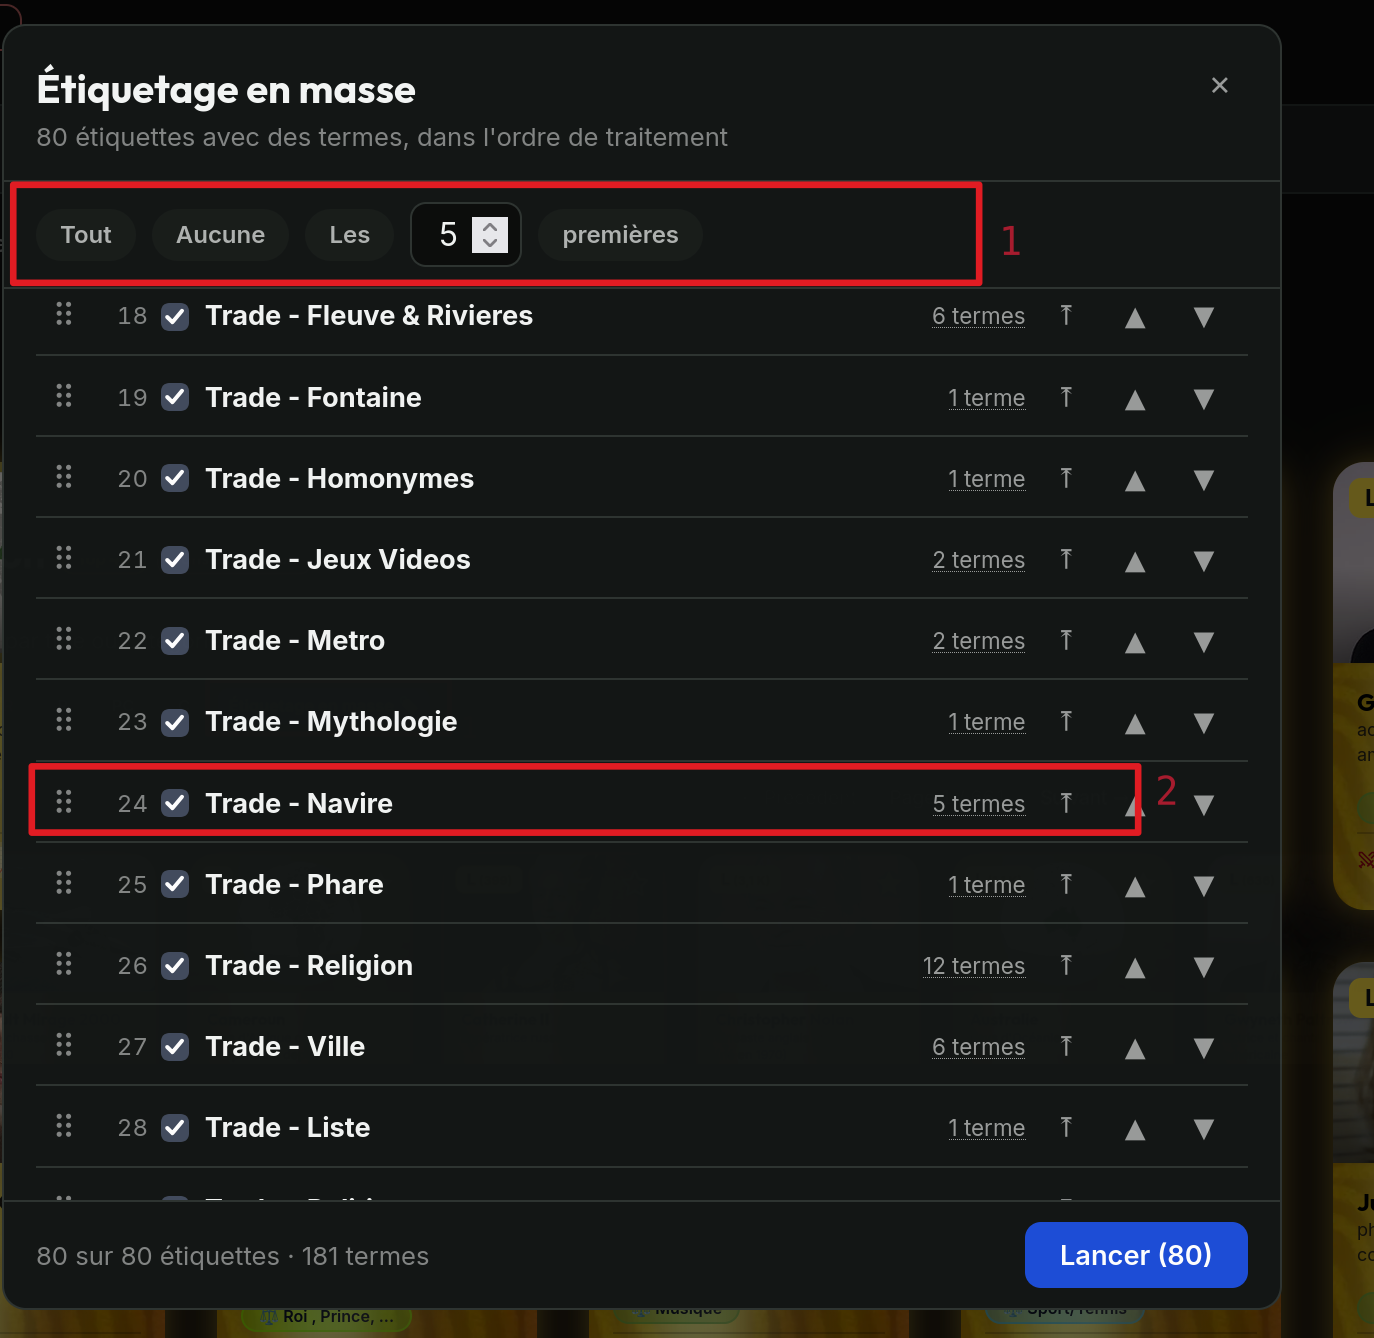 Étiquetage en masse
×
80 étiquettes avec des termes, dans l'ordre de traitement
Tout Aucune Les 5 premières
1
18 Trade - Fleuve & Rivieres 6 termes
19 Trade - Fontaine 1 terme
20 Trade - Homonymes 1 terme
21 Trade - Jeux Videos 2 termes
22 Trade - Metro 2 termes
23 Trade - Mythologie 1 terme
24 Trade - Navire 5 termes 2
25 Trade - Phare 1 terme
26 Trade - Religion 12 termes
27 Trade - Ville 6 termes
28 Trade - Liste 1 terme
80 sur 80 étiquettes · 181 termes
Lancer (80)
Roi , Prince, ...
Musique
Sport/Tennis